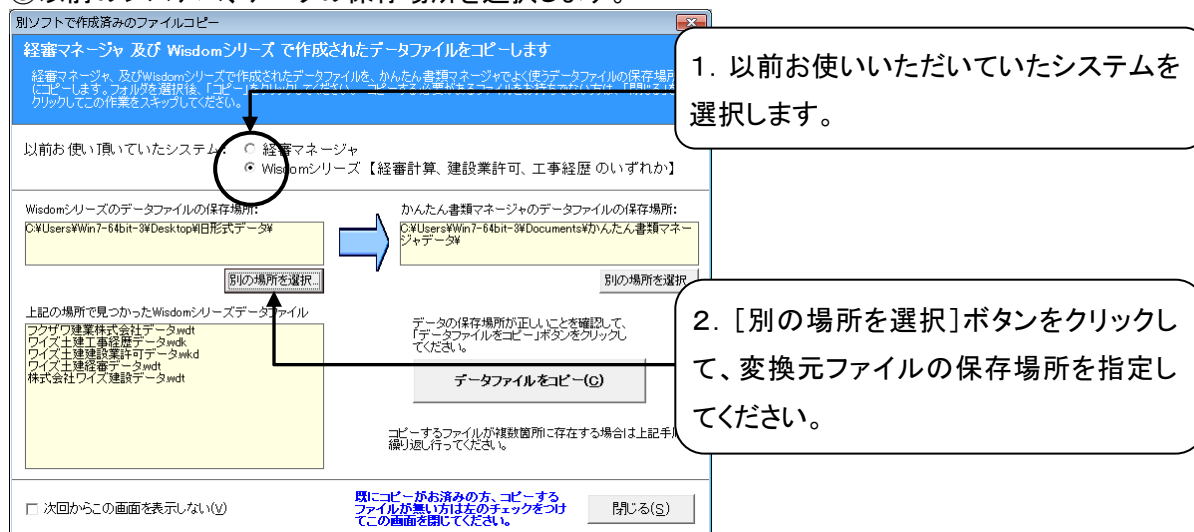 別ソフトで作成済みのファイルコピー
経審マネージャ 及び Wisdomシリーズ で作成されたデータファイルをコピーします
経審マネージャ、及びWisdomシリーズで作成されたデータファイルを、かんたん書類マネージャでよく使うデータファイルの保存場所
にコピーします。フォルダを選択後、「コピー」をクリックしてください。コピーする必要があるファイルをお持ちでない方は、「閉じる」を
クリックしてこの作業をスキップしてください。
1. 以前お使いいただいていたシステムを
選択します。
以前お使い頂いていたシステム:
経審マネージャ
Wisdomシリーズ【経審計算、建設業許可、工事経歴 のいずれか】
Wisdomシリーズのデータファイルの保存場所:
C:¥Users¥Win7-64bit-3¥Desktop¥旧形式データ¥
別の場所を選択...
かんたん書類マネージャのデータファイルの保存場所:
C:¥Users¥Win7-64bit-3¥Documents¥かんたん書類マネー
ジャデータ¥
別の場所を選択
上記の場所で見つかったWisdomシリーズデータファイル
フクザワ建業株式会社データ.wdt
ワイズ土建工事経歴データ.wdk
ワイズ土建建設業許可データ.wkd
ワイズ土建経審データ.wdt
株式会社ワイズ建設データ.wdt
データの保存場所が正しいことを確認して、
「データファイルをコピー」ボタンをクリックし
てください。
データファイルをコピー(C)
コピーするファイルが複数箇所に存在する場合は上記手順
繰り返し行ってください。
2. [別の場所を選択]ボタンをクリックし
て、変換元ファイルの保存場所を指定し
てください。
次回からこの画面を表示しない(V)
既にコピーがお済みの方、コピーする
ファイルが無い方は左のチェックをつけ
てこの画面を閉じてください。
閉じる(S)